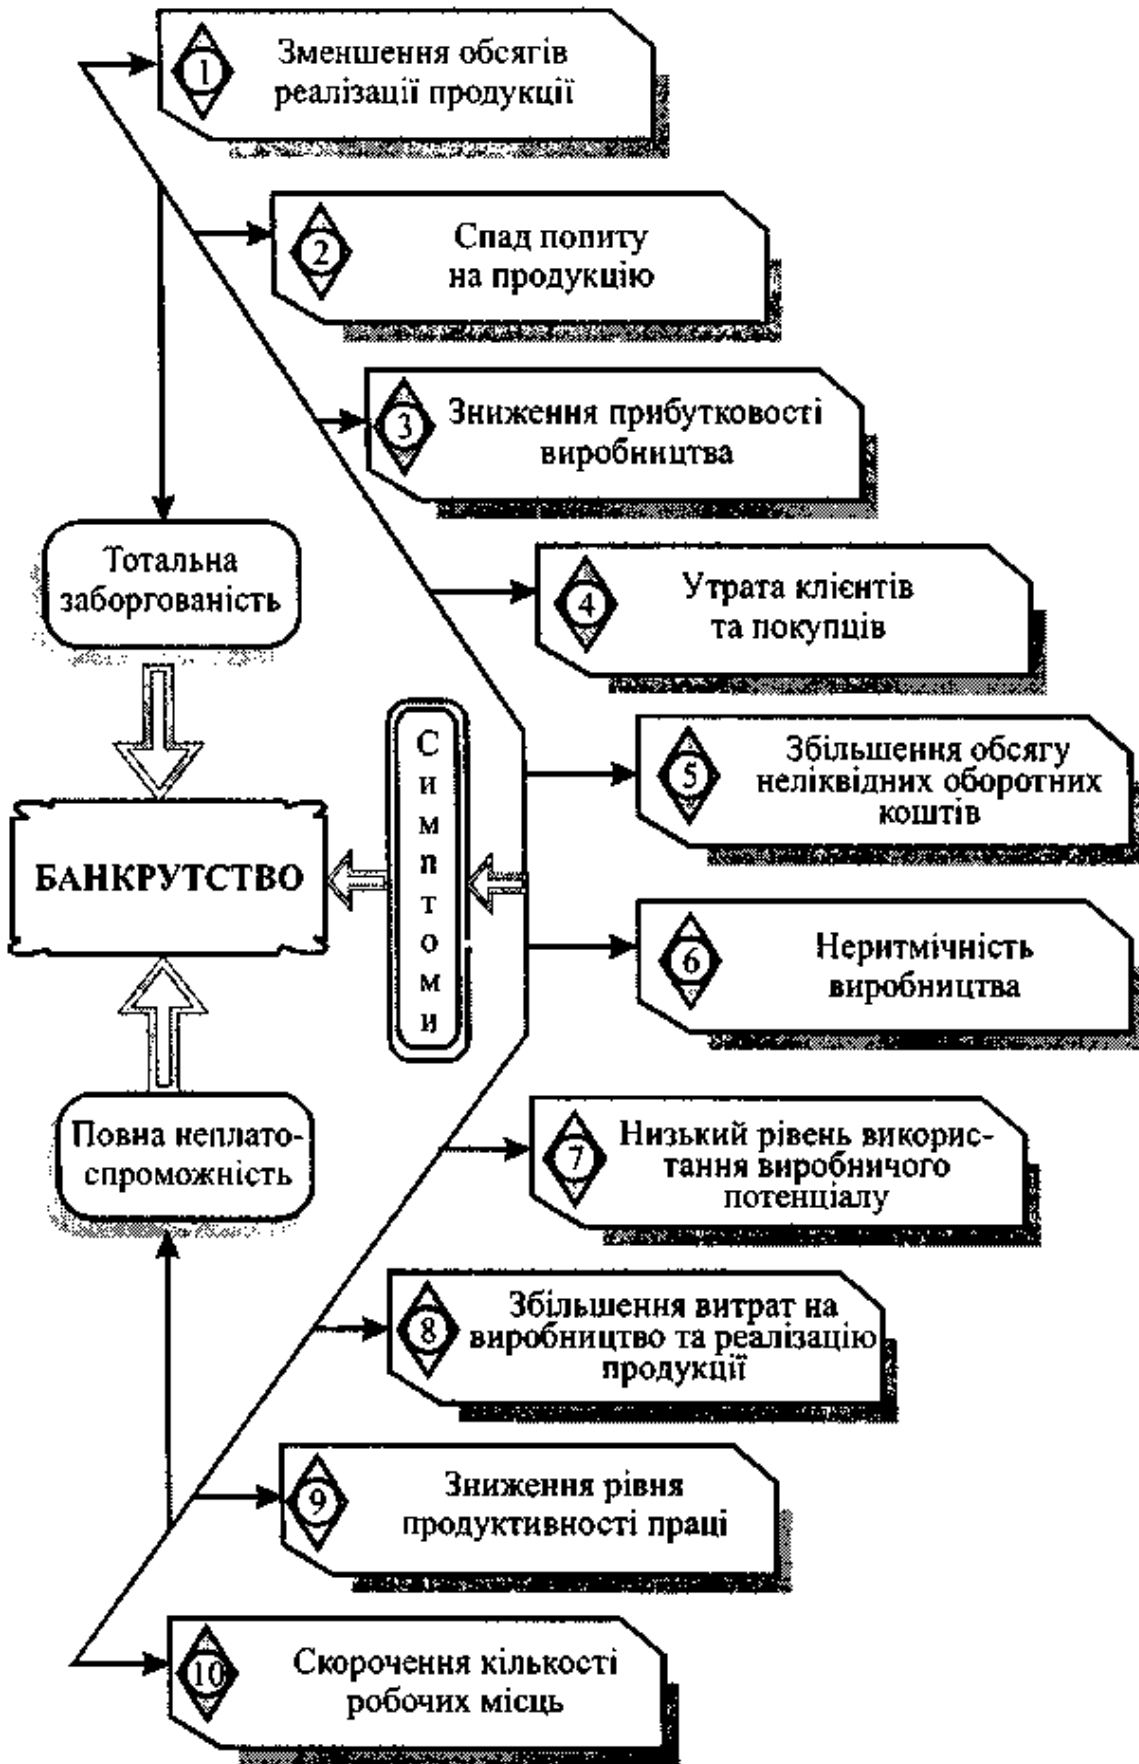 1
Зменшення обсягів
реалізації продукції
2
Спад попиту
на продукцію
3
Зниження прибутковості
виробництва
Тотальна
заборгованість
4
Утрата клієнтів
та покупців
5
Збільшення обсягу
неліквідних оборотних
коштів
Симптоми
БАНКРУТСТВО
6
Неритмічність
виробництва
Повна неплато-
спроможність
7
Низький рівень викорис-
тання виробничого
потенціалу
8
Збільшення витрат на
виробництво та реалізацію
продукції
9
Зниження рівня
продуктивності праці
10
Скорочення кількості
робочих місць